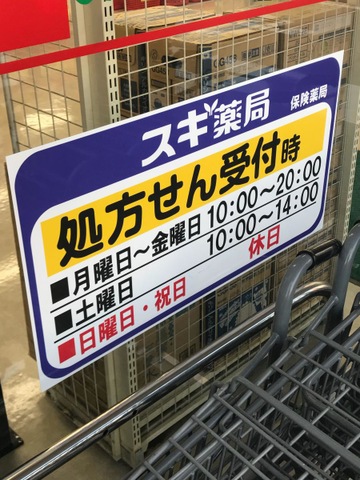 スギ薬局 保険薬局
処方せん受付時
■月曜日〜金曜日 10:00〜20:00
■土曜日 10:00〜14:00
■日曜日・祝日 休日